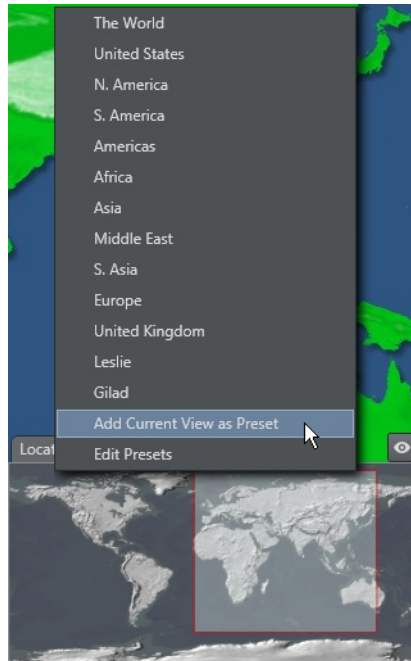 The World
United States
N. America
S. America
Americas
Africa
Asia
Middle East
S. Asia
Europe
United Kingdom
Leslie
Gilad
Add Current View as Preset
Edit Presets